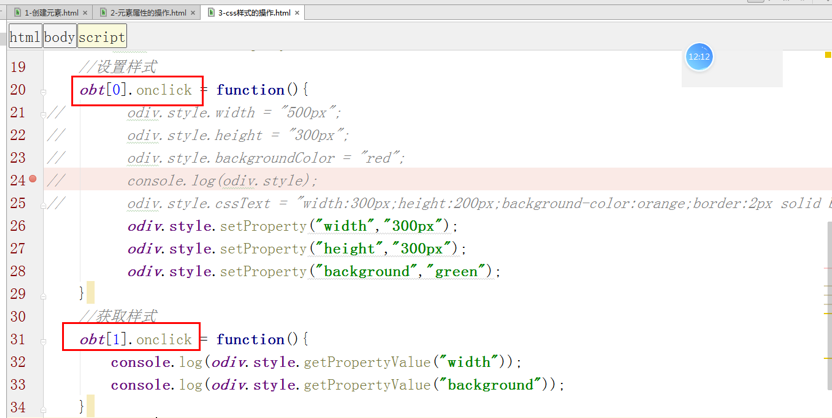 1-创建元素.html × 2-元素属性的操作.html × 3-css样式的操作.html ×
html body script
12:12
19 //设置样式
20 obt[0].onclick = function(){
21 // odiv.style.width = "500px";
22 // odiv.style.height = "300px";
23 // odiv.style.backgroundColor = "red";
24 // console.log(odiv.style);
25 // odiv.style.cssText = "width:300px;height:200px;background-color:orange;border:2px solid
26 odiv.style.setProperty("width","300px");
27 odiv.style.setProperty("height","300px");
28 odiv.style.setProperty("background","green");
29 }
30 //获取样式
31 obt[1].onclick = function(){
32 console.log(odiv.style.getPropertyValue("width"));
33 console.log(odiv.style.getPropertyValue("background"));
34 }